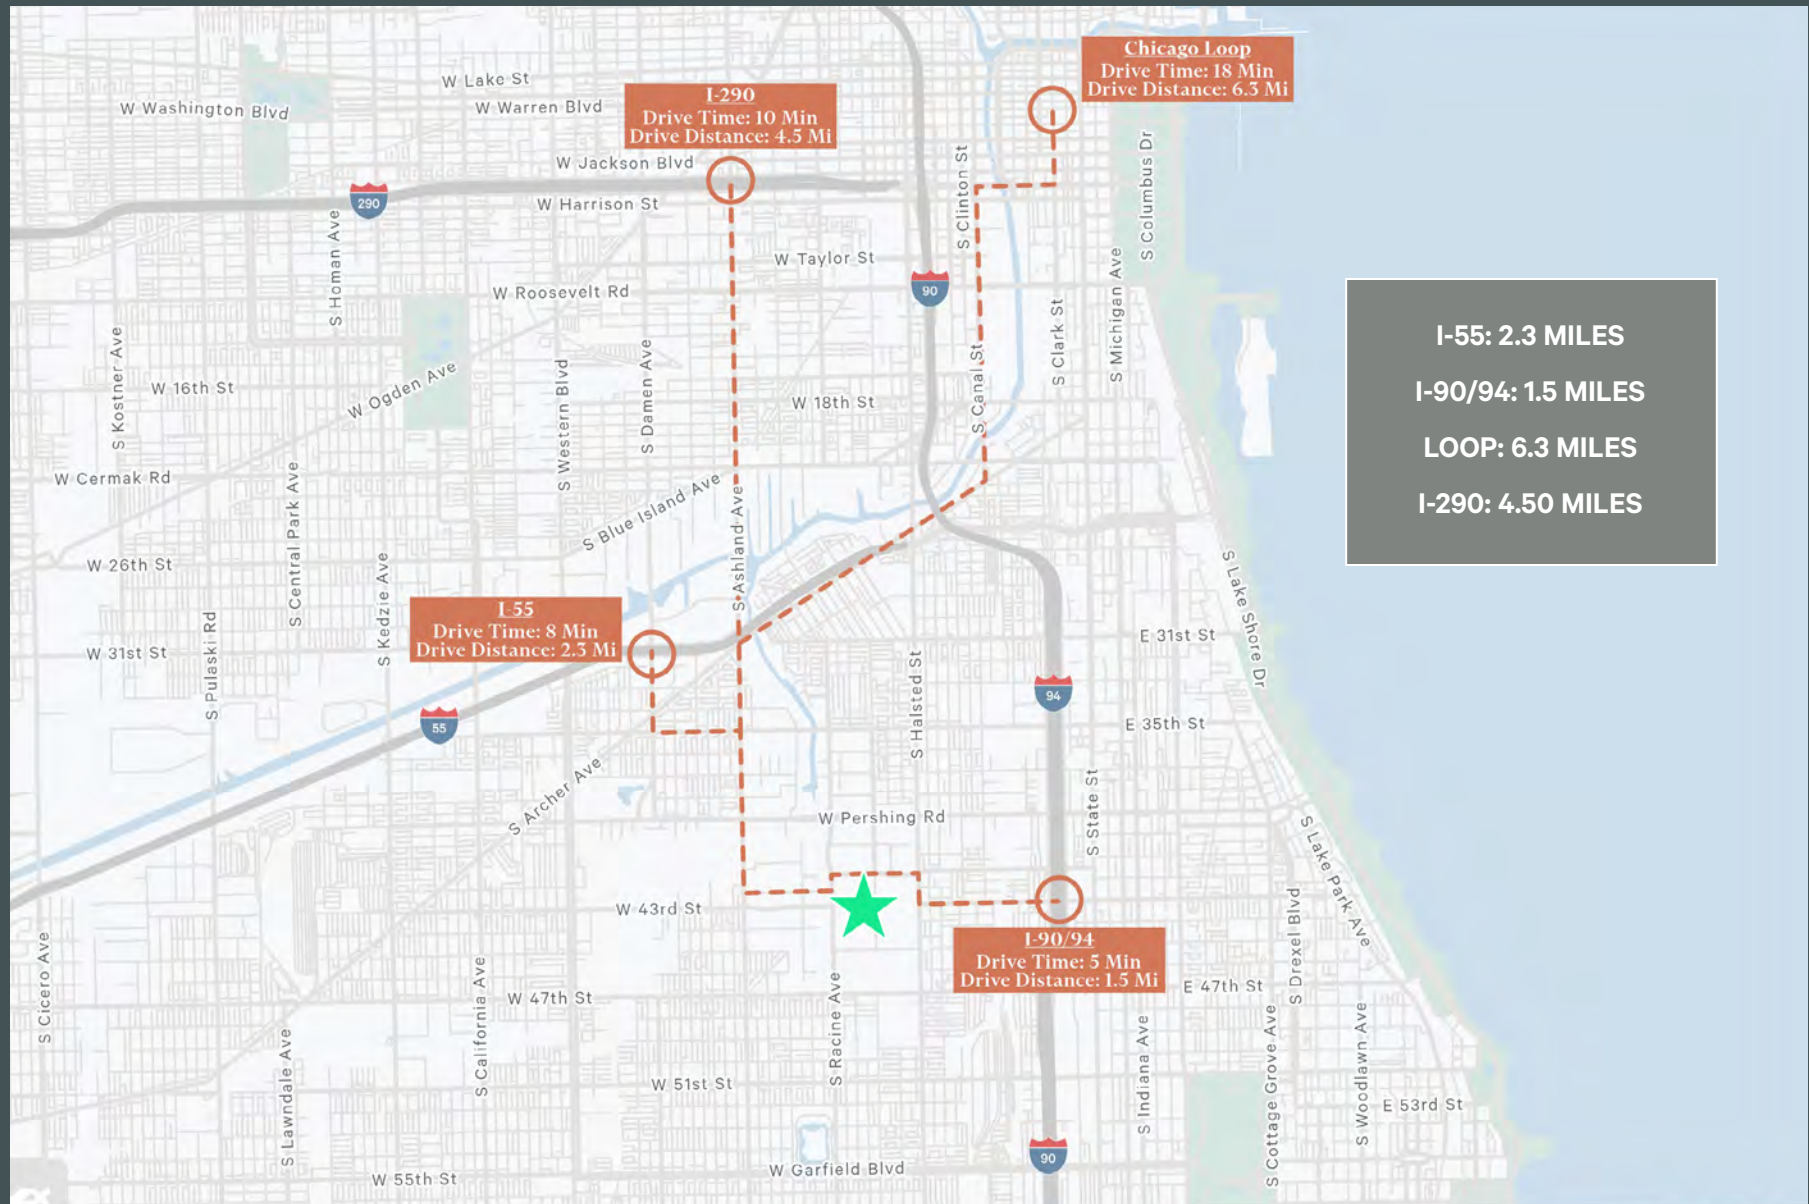 Chicago Loop
Drive Time: 18 Min
Drive Distance: 6.3 Mi
I-290
Drive Time: 10 Min
Drive Distance: 4.5 Mi
W Lake St
W Warren Blvd
W Washington Blvd
W Jackson Blvd
290
W Harrison St
S Homan Ave
S Clinton St
S Columbus Dr
W Taylor St
90
W Roosevelt Rd
S Clark St
S Michigan Ave
I-55: 2.3 MILES
I-90/94: 1.5 MILES
LOOP: 6.3 MILES
I-290: 4.50 MILES
S Kostner Ave
W 16th St
W Ogden Ave
S Western Blvd
S Damen Ave
W 18th St
S Canal St
W Cermak Rd
S Central Park Ave
S Blue Island Ave
S Ashland Ave
W 26th St
S Kedzie Ave
S Lake Shore Dr
I-55
Drive Time: 8 Min
Drive Distance: 2.3 Mi
W 31st St
E 31st St
S Pulaski Rd
S Halsted St
94
55
E 35th St
S Archer Ave
W Pershing Rd
S State St
S Lake Park Ave
W 43rd St
S Drexel Blvd
I-90/94
Drive Time: 5 Min
Drive Distance: 1.5 Mi
S Cicero Ave
S California Ave
W 47th St
E 47th St
S Racine Ave
S Lawndale Ave
W 51st St
S Indiana Ave
S Cottage Grove Ave
S Woodlawn Ave
E 53rd St
90
W 55th St
W Garfield Blvd